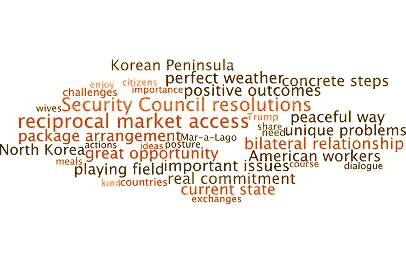 Korean Peninsula
enjoy citizens perfect weather concrete steps
challenges importance positive outcomes
wives Security Council resolutions
reciprocal market access Trump peaceful way
share need unique problems
package arrangement Mar-a-Lago bilateral relationship
North Korea actions ideas posture
great opportunity American workers
meals playing field important issues course dialogue
kind countries real commitment
current state
exchanges